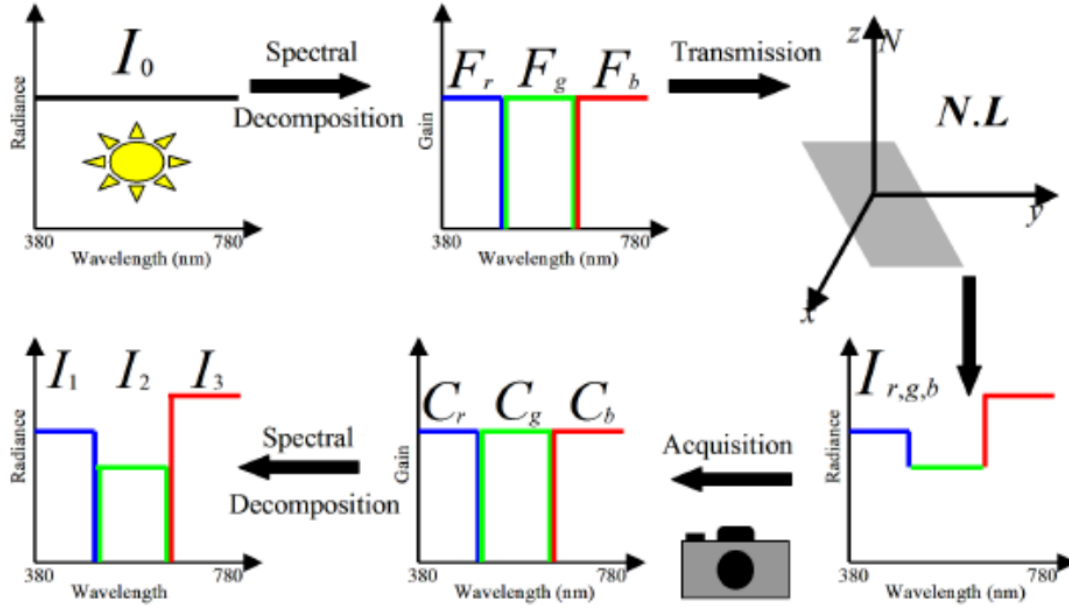 I0
Radiance
380
780
Wavelength (nm)
Spectral
Decomposition
Fr Fg Fb
Gain
380
780
Wavelength (nm)
Transmission
z N
N.L
y
x
I1 I2 I3
Radiance
380
780
Wavelength
Spectral
Decomposition
Cr Cg Cb
Gain
380
780
Wavelength (nm)
Acquisition
Ir,g,b
Radiance
380
780
Wavelength (nm)